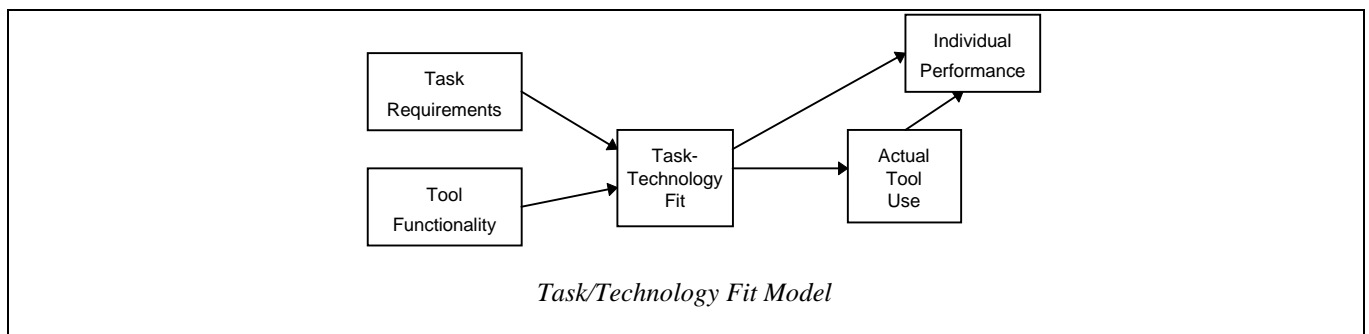 Task
Requirements
Tool
Functionality
Task-
Technology
Fit
Individual
Performance
Actual
Tool
Use
Task/Technology Fit Model